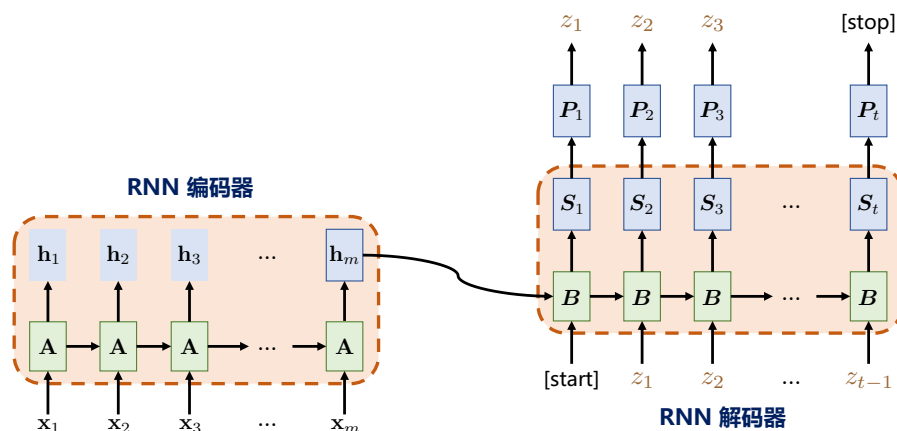 z₁ z₂ z₃ [stop]
P₁ P₂ P₃ Pₜ
RNN 编码器
S₁ S₂ S₃ ... Sₜ
h₁ h₂ h₃ ... hₘ
B B B ... B
A A A ... A
[start] z₁ z₂ ... zₜ₋₁
x₁ x₂ x₃ ... xₘ
RNN 解码器